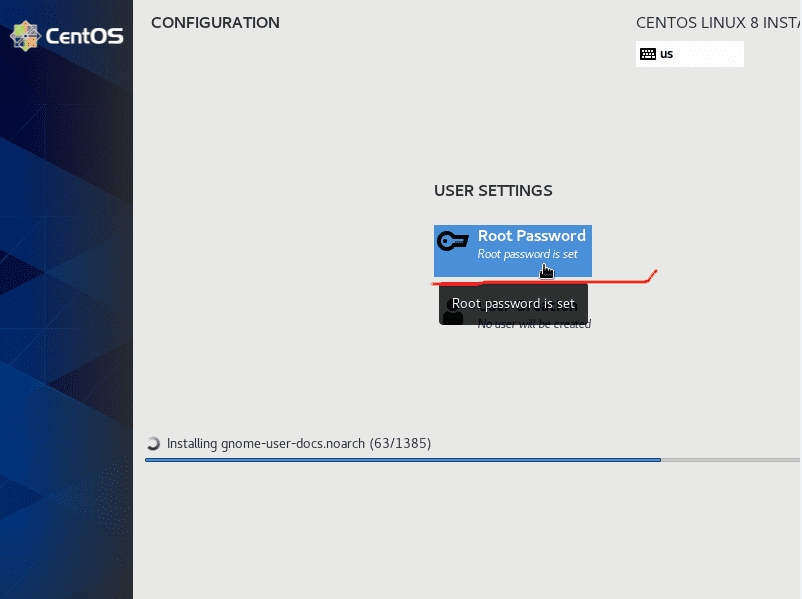 CentOS
CONFIGURATION
CENTOS LINUX 8 INSTA
us
USER SETTINGS
Root Password
Root password is set
Root password is set
No user will be created
Installing gnome-user-docs.noarch (63/1385)